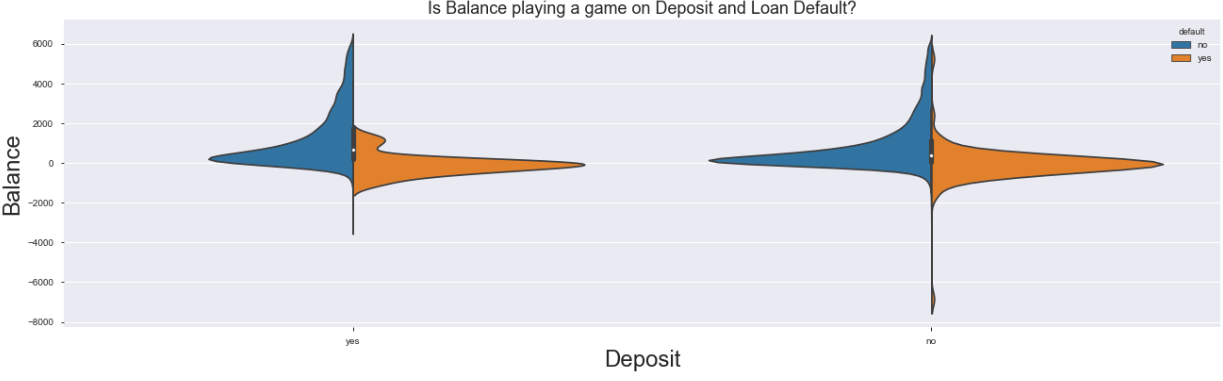 Is Balance playing a game on Deposit and Loan Default?
default
no
yes
6000
4000
2000
0
−2000
−4000
−6000
−8000
Balance
yes
no
Deposit